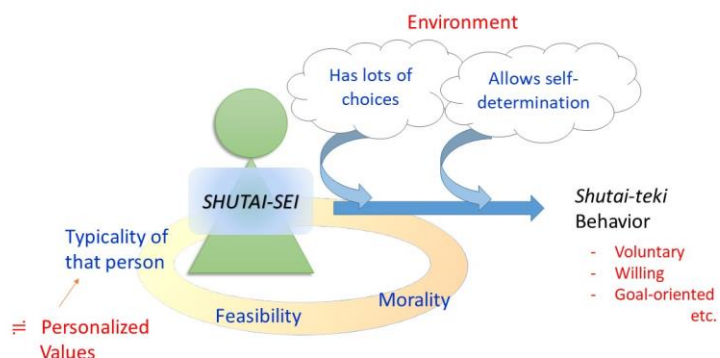 Environment
Has lots of
choices
Allows self-
determination
SHUTAI-SEI
Shutai-teki
Behavior
- Voluntary
- Willing
- Goal-oriented
etc.
Typicality of
that person
Feasibility
Morality
Personalized
Values